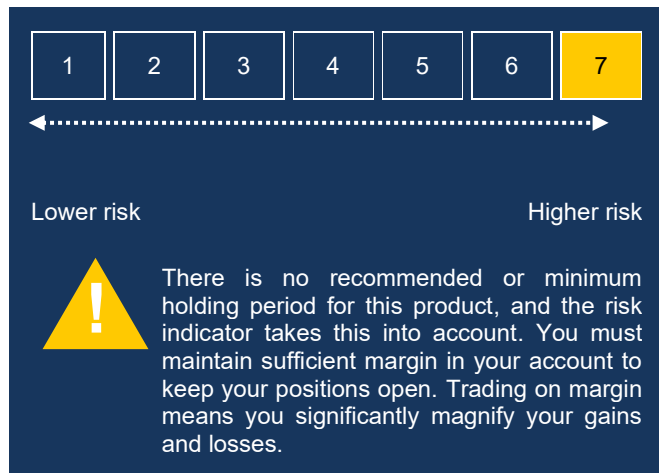 1 2 3 4 5 6 7
Lower risk Higher risk
!
There is no recommended or minimum
holding period for this product, and the risk
indicator takes this into account. You must
maintain sufficient margin in your account to
keep your positions open. Trading on margin
means you significantly magnify your gains
and losses.